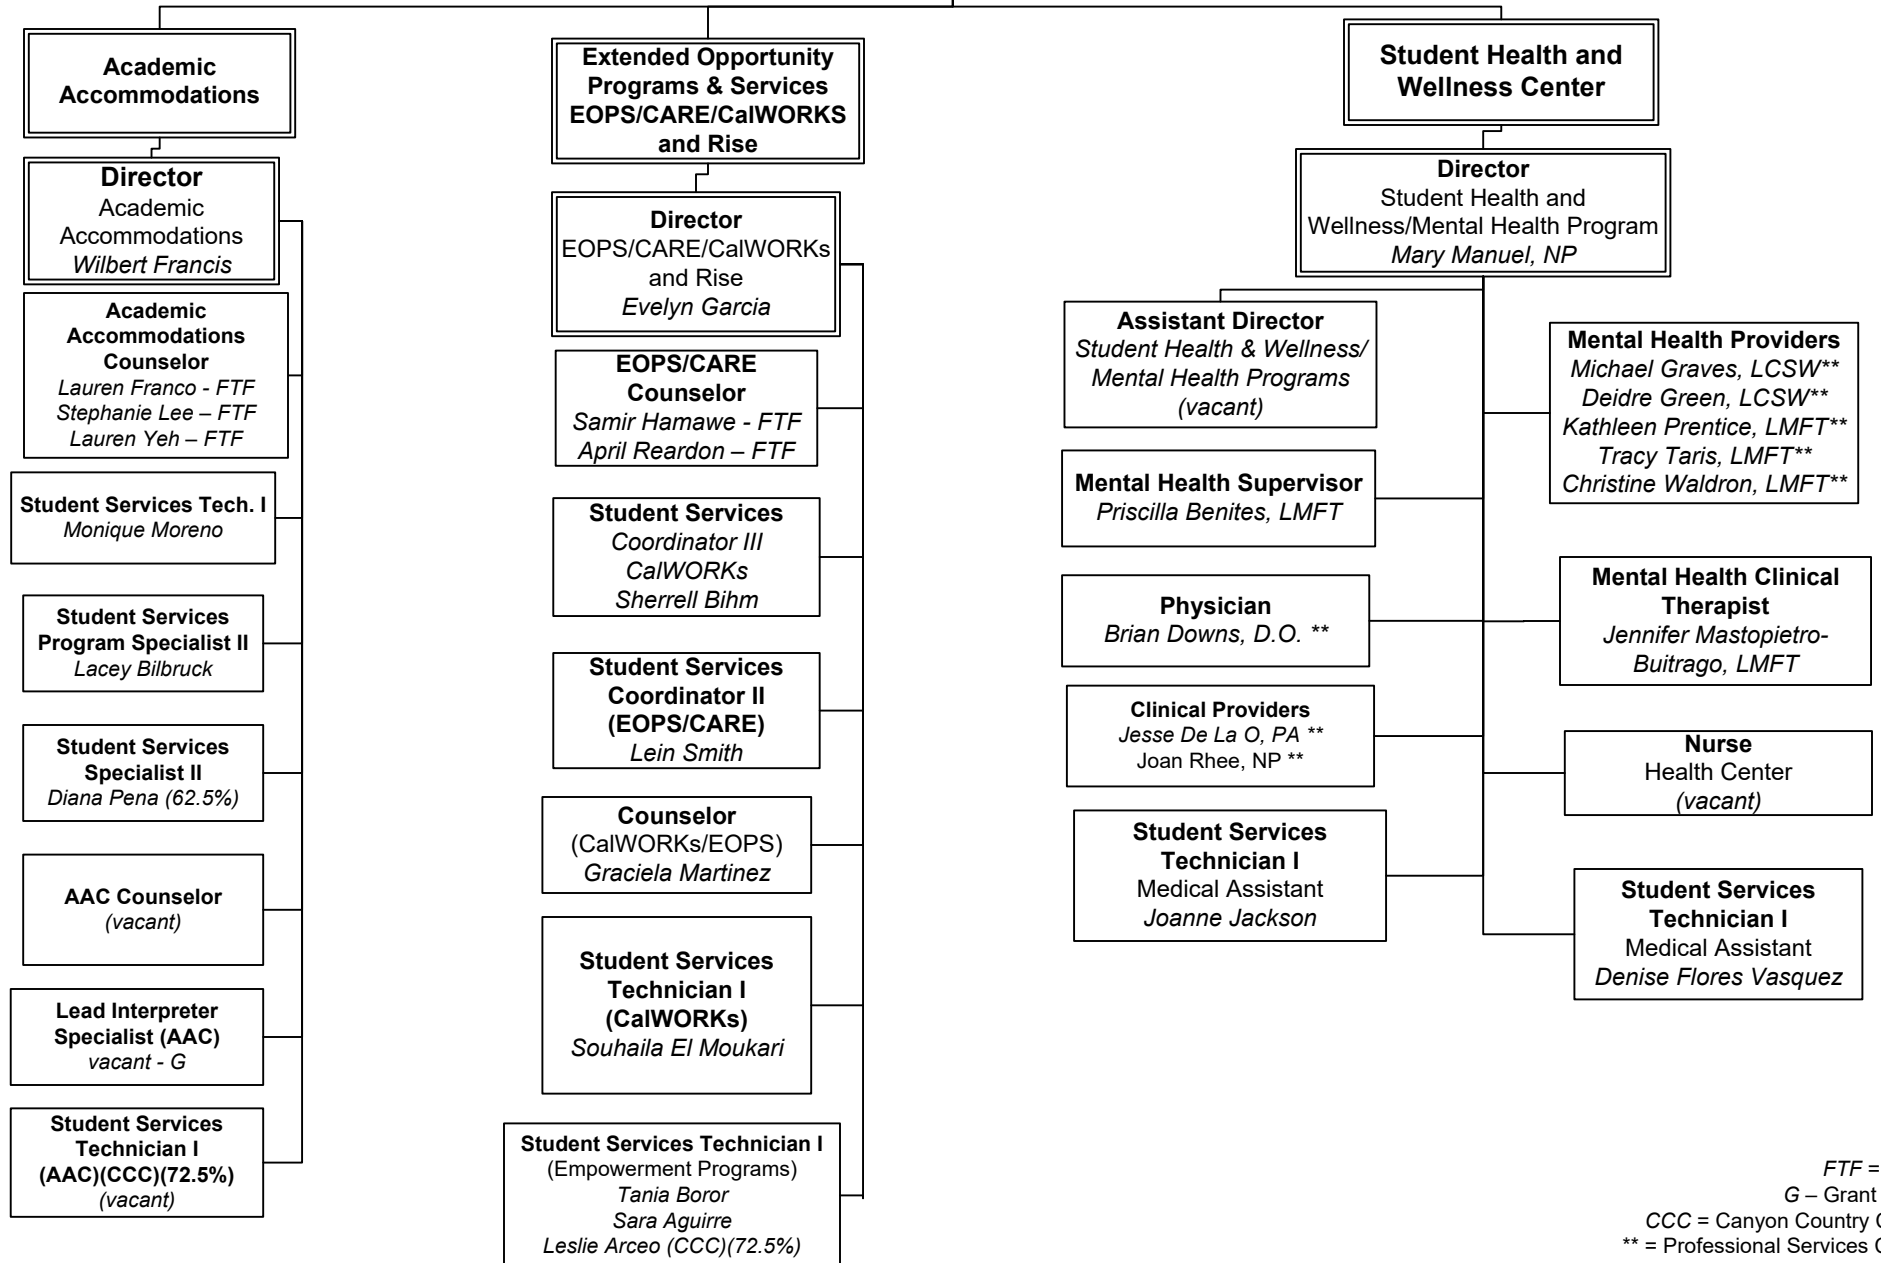 Academic
Accommodations
Director
Academic
Accommodations
Wilbert Francis
Academic
Accommodations
Counselor
Lauren Franco - FTF
Stephanie Lee – FTF
Lauren Yeh – FTF
Student Services Tech. I
Monique Moreno
Student Services
Program Specialist II
Lacey Bilbruck
Student Services
Specialist II
Diana Pena (62.5%)
AAC Counselor
(vacant)
Lead Interpreter
Specialist (AAC)
vacant - G
Student Services
Technician I
(AAC)(CCC)(72.5%)
(vacant)
Extended Opportunity
Programs & Services
EOPS/CARE/CalWORKS
and Rise
Director
EOPS/CARE/CalWORKs
and Rise
Evelyn Garcia
EOPS/CARE
Counselor
Samir Hamawe - FTF
April Reardon – FTF
Student Services
Coordinator III
CalWORKs
Sherrell Bihm
Student Services
Coordinator II
(EOPS/CARE)
Lein Smith
Counselor
(CalWORKs/EOPS)
Graciela Martinez
Student Services
Technician I
(CalWORKs)
Souhaila El Moukari
Student Services Technician I
(Empowerment Programs)
Tania Boror
Sara Aguirre
Leslie Arceo (CCC)(72.5%)
Student Health and
Wellness Center
Director
Student Health and
Wellness/Mental Health Program
Mary Manuel, NP
Assistant Director
Student Health & Wellness/
Mental Health Programs
(vacant)
Mental Health Supervisor
Priscilla Benites, LMFT
Physician
Brian Downs, D.O. **
Clinical Providers
Jesse De La O, PA **
Joan Rhee, NP **
Student Services
Technician I
Medical Assistant
Joanne Jackson
Mental Health Providers
Michael Graves, LCSW**
Deidre Green, LCSW**
Kathleen Prentice, LMFT**
Tracy Taris, LMFT**
Christine Waldron, LMFT**
Mental Health Clinical
Therapist
Jennifer Mastopietro-
Buitrago, LMFT
Nurse
Health Center
(vacant)
Student Services
Technician I
Medical Assistant
Denise Flores Vasquez
FTF =
G – Grant
CCC = Canyon Country
** = Professional Services